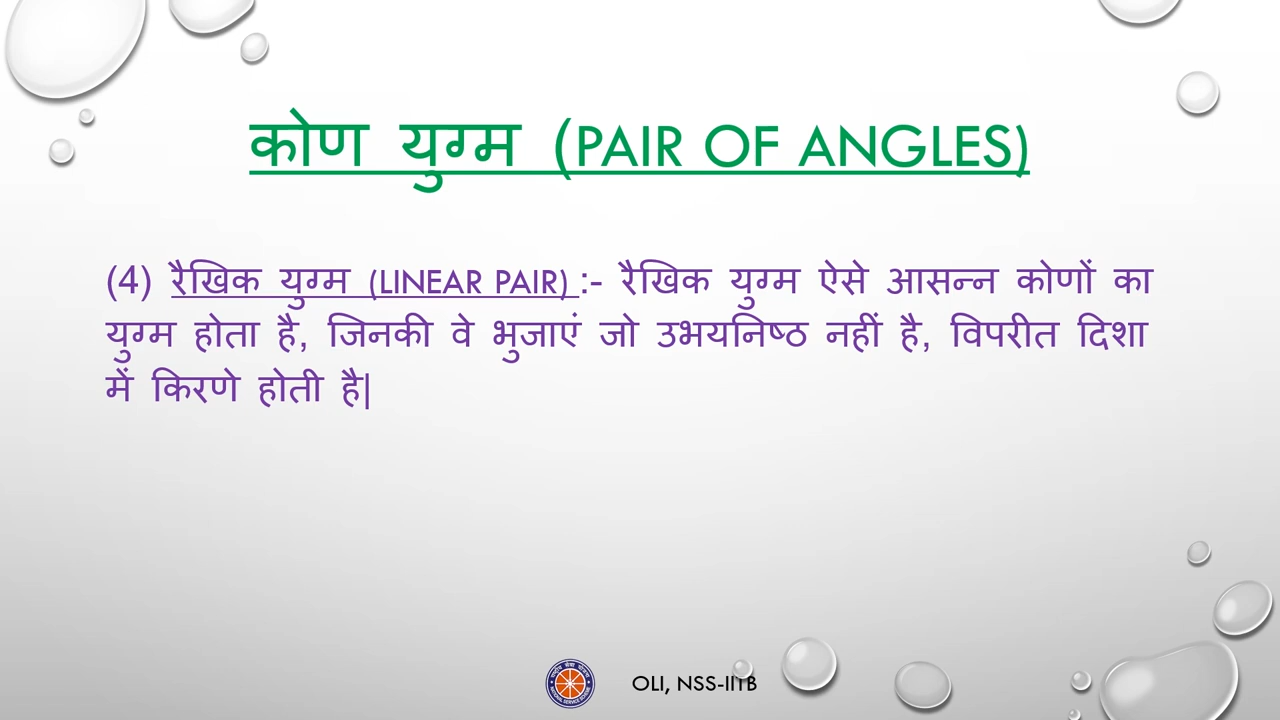 कोण युग्म (PAIR OF ANGLES)
(4) रैखिक युग्म (LINEAR PAIR) :- रैखिक युग्म ऐसे आसन्न कोणों का
युग्म होता है, जिनकी वे भुजाएं जो उभयनिष्ठ नहीं है, विपरीत दिशा
में किरणे होती है|
OLI, NSS-IITB